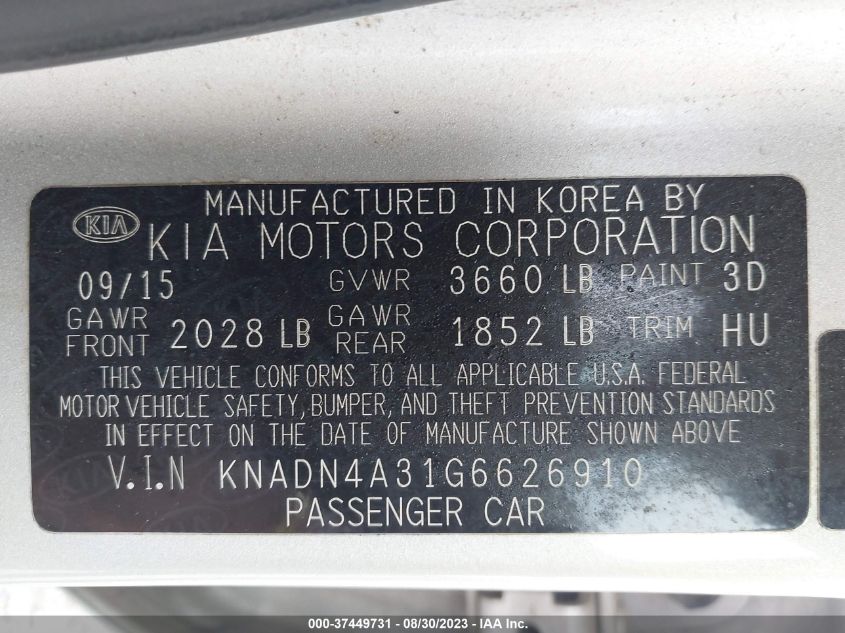 MANUFACTURED IN KOREA BY
KIA
KIA MOTORS CORPORATION
09/15 GVWR 3660 LB PAINT 3D
GAWR FRONT 2028 LB GAWR REAR 1852 LB TRIM HU
THIS VEHICLE CONFORMS TO ALL APPLICABLE U.S.A. FEDERAL
MOTOR VEHICLE SAFETY, BUMPER, AND THEFT PREVENTION STANDARDS
IN EFFECT ON THE DATE OF MANUFACTURE SHOWN ABOVE
V.I.N KNADN4A31G6626910
PASSENGER CAR
000-37449731 - 08/30/2023 - IAA Inc.